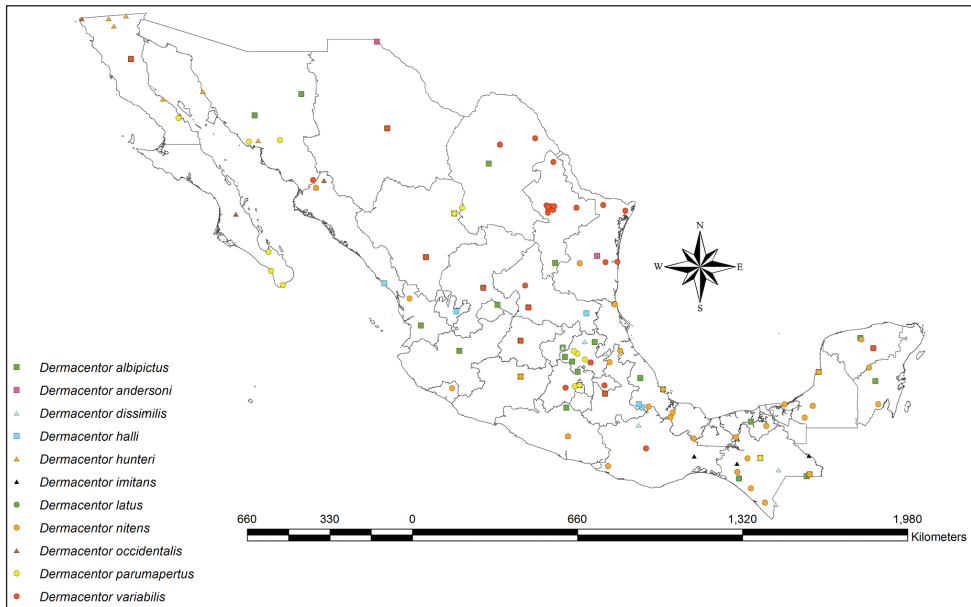 N
W E
S
Dermacentor albipictus
Dermacentor andersoni
Dermacentor dissimilis
Dermacentor halli
Dermacentor hunteri
Dermacentor imitans
Dermacentor latus
Dermacentor nitens
Dermacentor occidentalis
Dermacentor parumapertus
Dermacentor variabilis
660 330 0 660 1,320 1,980
Kilometers